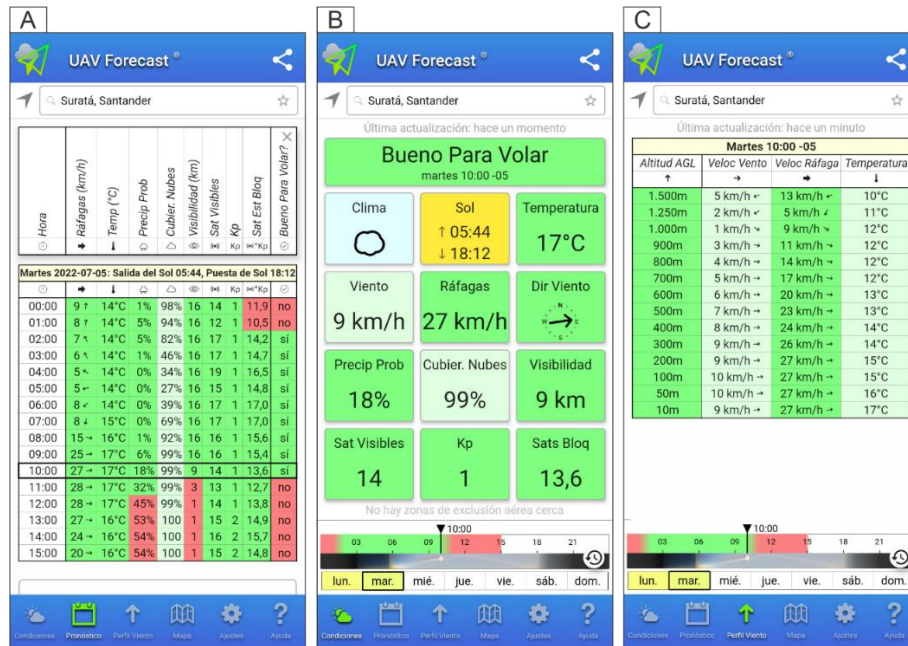 A
UAV Forecast ®
Suratá, Santander
Hora
Ráfagas (km/h)
Temp (°C)
Precip Prob
Cubier. Nubes
Visibilidad (km)
Sat Visibles
Kp
Sat Est Bloq
Bueno Para Volar?
Kp
Kp
Martes 2022-07-05: Salida del Sol 05:44, Puesta de Sol 18:12
Kp
Kp
00:00 9 ↑ 14°C 1% 98% 16 14 1 11,9 no
01:00 8 ↑ 14°C 5% 94% 16 12 1 10,5 no
02:00 7 ↖ 14°C 5% 82% 16 17 1 14,2 sí
03:00 6 ↖ 14°C 1% 46% 16 17 1 14,7 sí
04:00 5 ↖ 14°C 0% 34% 16 19 1 16,5 sí
05:00 5 ← 14°C 0% 27% 16 15 1 14,8 sí
06:00 8 ↙ 14°C 0% 39% 16 17 1 17,0 sí
07:00 8 ↓ 15°C 0% 69% 16 17 1 17,0 sí
08:00 15 → 16°C 1% 92% 16 16 1 15,6 sí
09:00 25 → 17°C 6% 99% 16 16 1 15,4 sí
10:00 27 → 17°C 18% 99% 9 14 1 13,6 sí
11:00 28 → 17°C 32% 99% 3 13 1 12,7 no
12:00 28 → 17°C 45% 99% 1 14 1 13,8 no
13:00 27 → 16°C 53% 100 1 15 2 14,9 no
14:00 24 → 16°C 54% 100 1 16 2 15,7 no
15:00 20 → 16°C 54% 100 1 15 2 14,8 no
Condiciones Pronóstico Perfil Viento Mapa Ajustes Ayuda
B
UAV Forecast ®
Suratá, Santander
Última actualización: hace un momento
Bueno Para Volar
martes 10:00 -05
Clima Sol Temperatura
↑ 05:44
↓ 18:12
17°C
Viento Ráfagas Dir Viento
9 km/h 27 km/h N W E S
Precip Prob Cubier. Nubes Visibilidad
18% 99% 9 km
Sat Visibles Kp Sats Bloq
14 1 13,6
No hay zonas de exclusión aérea cerca
10:00
03 06 09 12 15 18 21
lun. mar. mié. jue. vie. sáb. dom.
Condiciones Pronóstico Perfil Viento Mapa Ajustes Ayuda
C
UAV Forecast ®
Suratá, Santander
Última actualización: hace un minuto
Martes 10:00 -05
Altitud AGL Veloc Vento Veloc Ráfaga Temperatura
1.500m 5 km/h ↙ 13 km/h ↙ 10°C
1.250m 2 km/h ↙ 5 km/h ↙ 11°C
1.000m 1 km/h ↘ 9 km/h ↘ 12°C
900m 3 km/h → 11 km/h ↘ 12°C
800m 4 km/h → 14 km/h → 12°C
700m 5 km/h → 17 km/h → 12°C
600m 6 km/h → 20 km/h → 13°C
500m 7 km/h → 23 km/h → 13°C
400m 8 km/h → 24 km/h → 14°C
300m 9 km/h → 26 km/h → 14°C
200m 9 km/h → 27 km/h → 15°C
100m 10 km/h → 27 km/h → 15°C
50m 10 km/h → 27 km/h → 16°C
10m 9 km/h → 27 km/h → 17°C
10:00
03 06 09 12 15 18 21
lun. mar. mié. jue. vie. sáb. dom.
Condiciones Pronóstico Perfil Viento Mapa Ajustes Ayuda